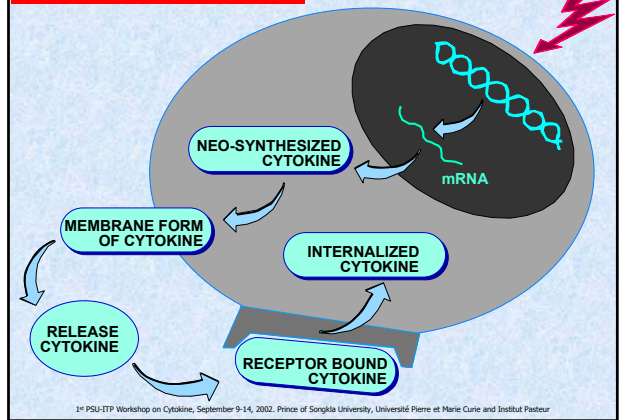 mRNA
NEO-SYNTHESIZED
CYTOKINE
MEMBRANE FORM
OF CYTOKINE
INTERNALIZED
CYTOKINE
RELEASE
CYTOKINE
RECEPTOR BOUND
CYTOKINE
1st PSU-ITP Workshop on Cytokine, September 9-14, 2002. Prince of Songkla University, Université Pierre et Marie Curie and Institut Pasteur